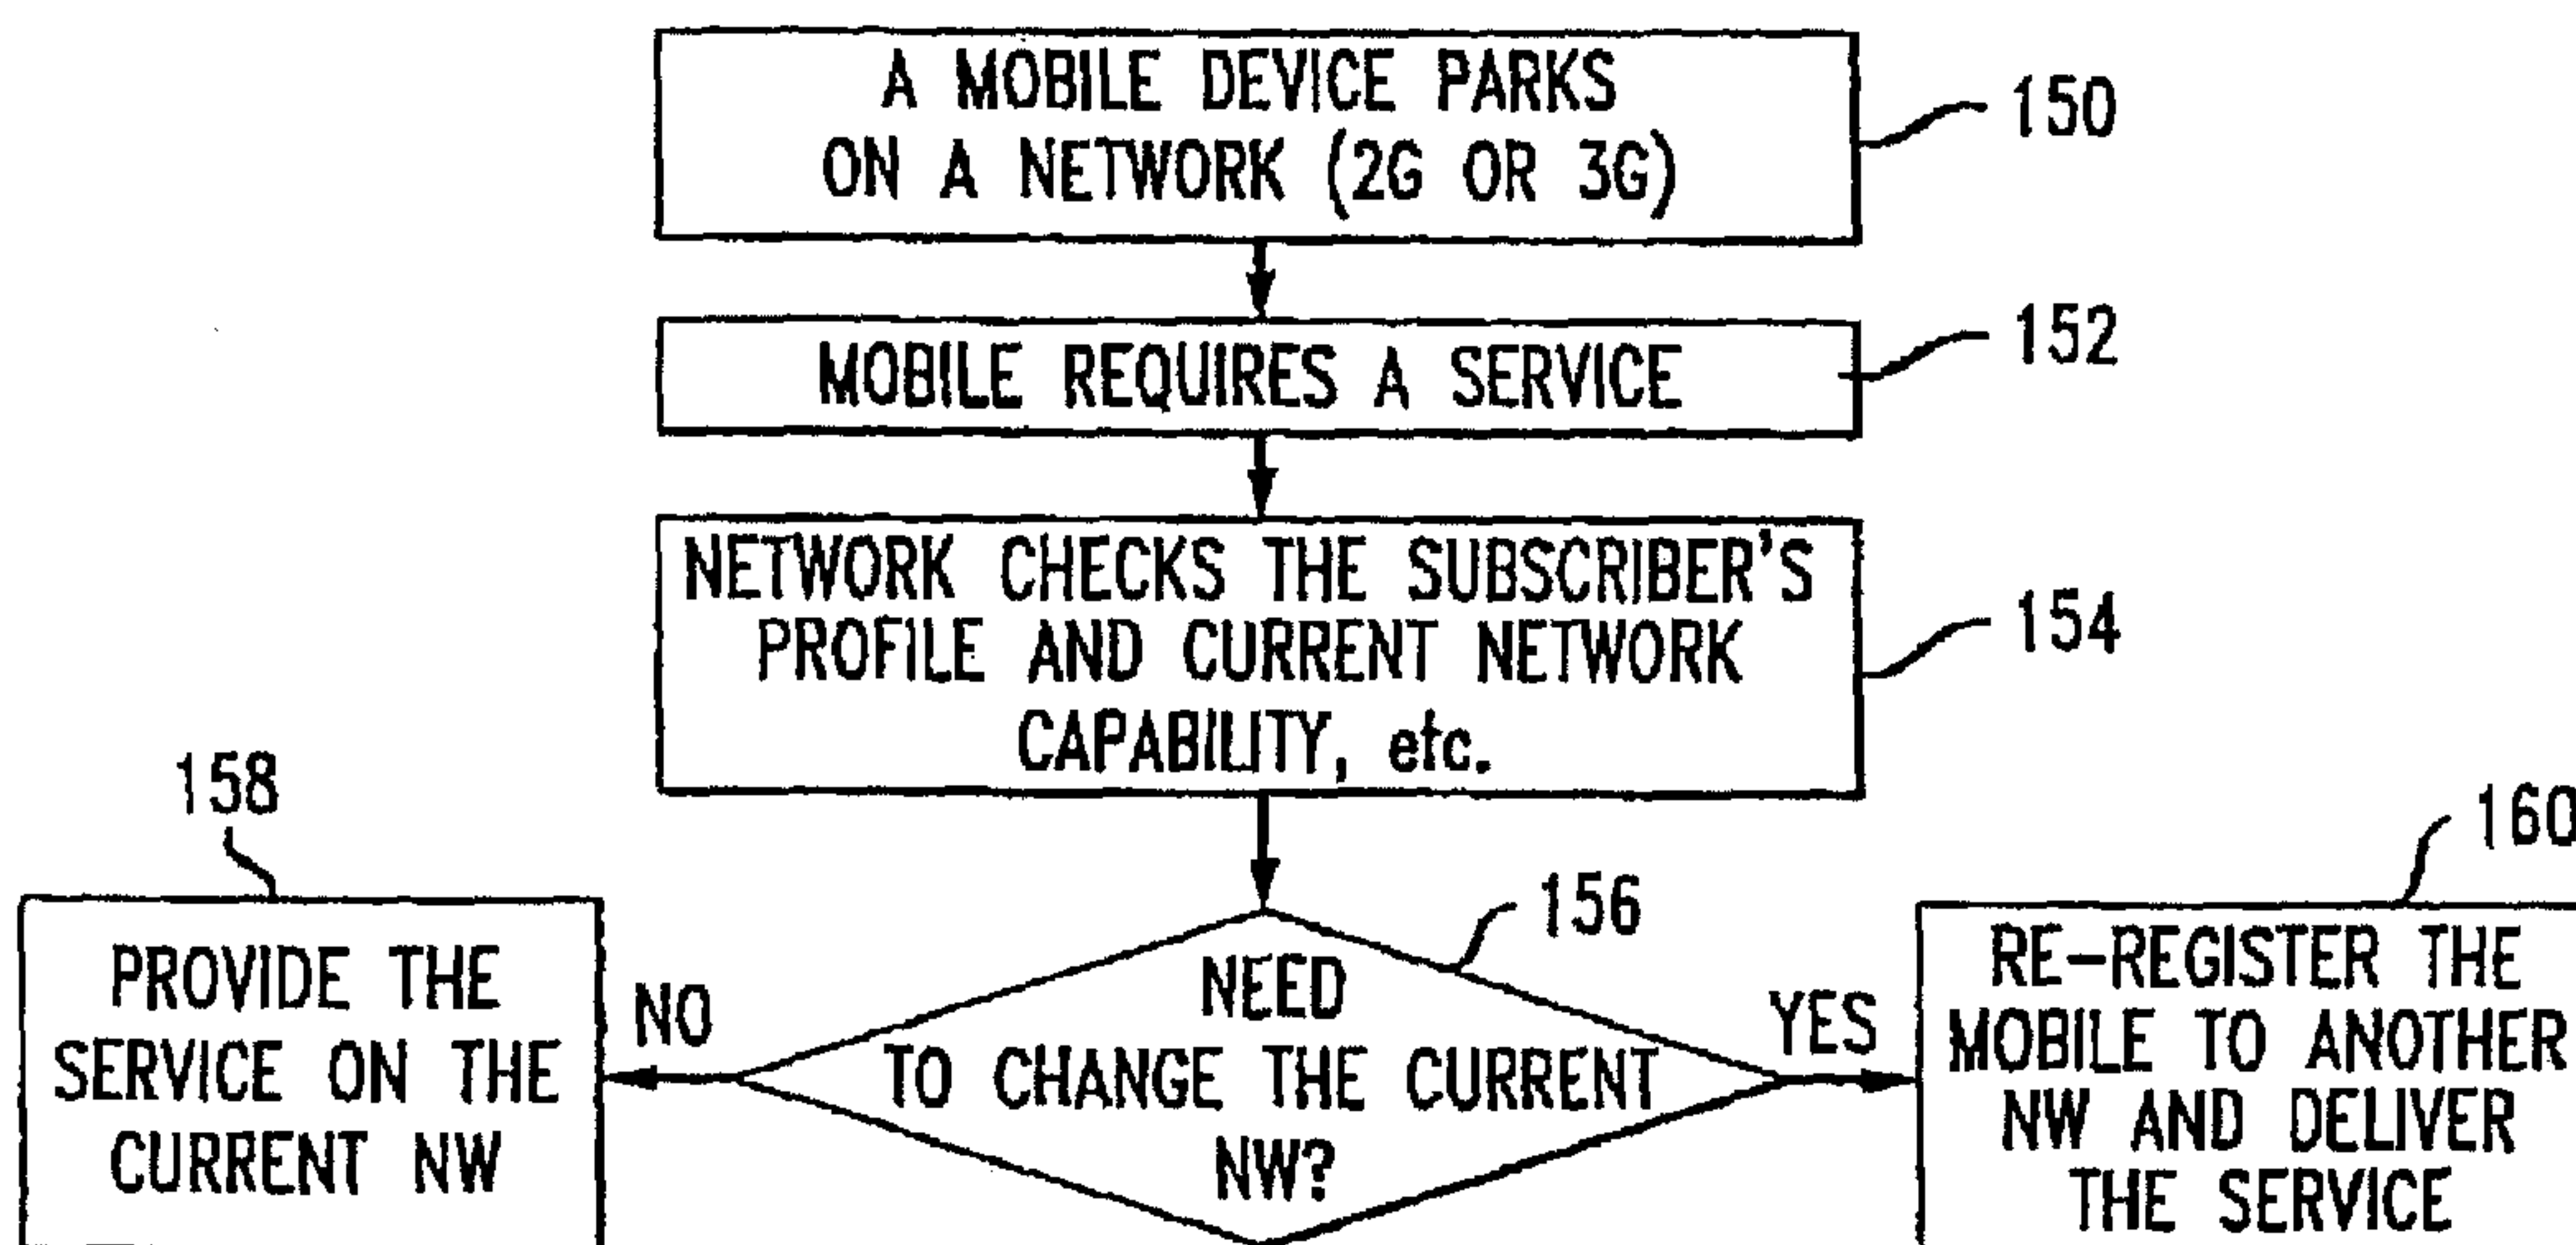 A MOBILE DEVICE PARKS
ON A NETWORK (2G OR 3G)
150
MOBILE REQUIRES A SERVICE
152
NETWORK CHECKS THE SUBSCRIBER'S
PROFILE AND CURRENT NETWORK
CAPABILITY, etc.
154
158
PROVIDE THE
SERVICE ON THE
CURRENT NW
NO
156
NEED
TO CHANGE THE CURRENT
NW?
YES
160
RE-REGISTER THE
MOBILE TO ANOTHER
NW AND DELIVER
THE SERVICE